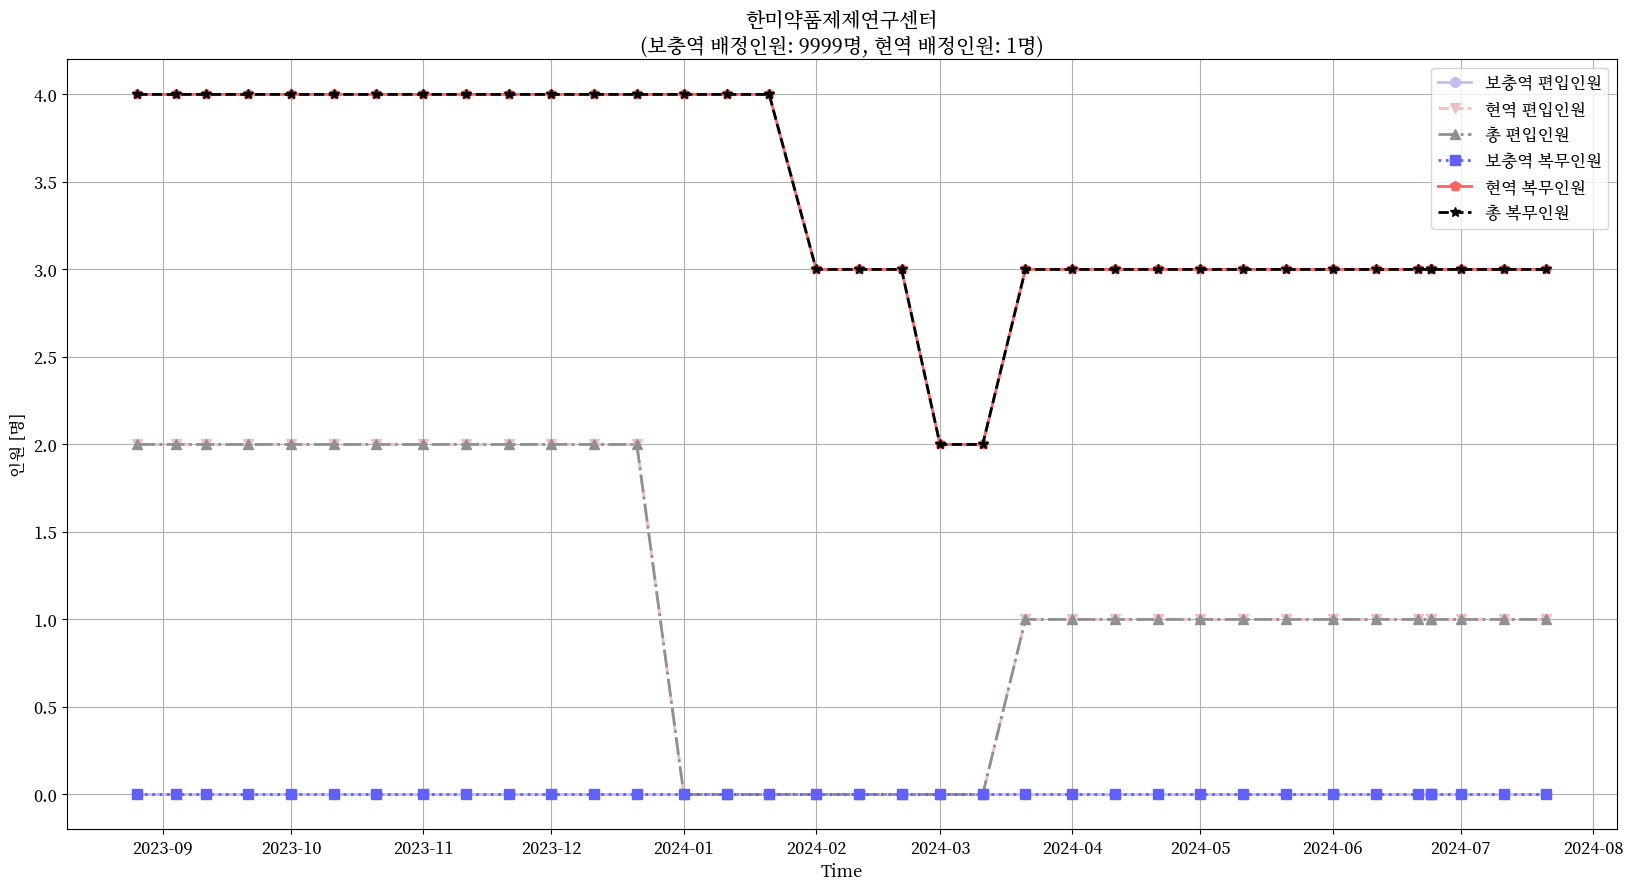 한미약품제제연구센터
(보충역 배정인원: 9999명, 현역 배정인원: 1명)
보충역 편입인원
현역 편입인원
총 편입인원
보충역 복무인원
현역 복무인원
총 복무인원
인원 [명]
4.0
3.5
3.0
2.5
2.0
1.5
1.0
0.5
0.0
2023-09 2023-10 2023-11 2023-12 2024-01 2024-02 2024-03 2024-04 2024-05 2024-06 2024-07 2024-08
Time